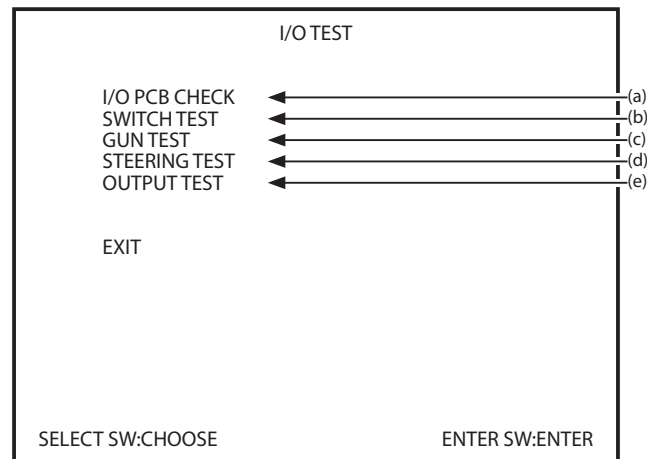 I/O TEST
I/O PCB CHECK (a)
SWITCH TEST (b)
GUN TEST (c)
STEERING TEST (d)
OUTPUT TEST (e)
EXIT
SELECT SW:CHOOSE ENTER SW:ENTER